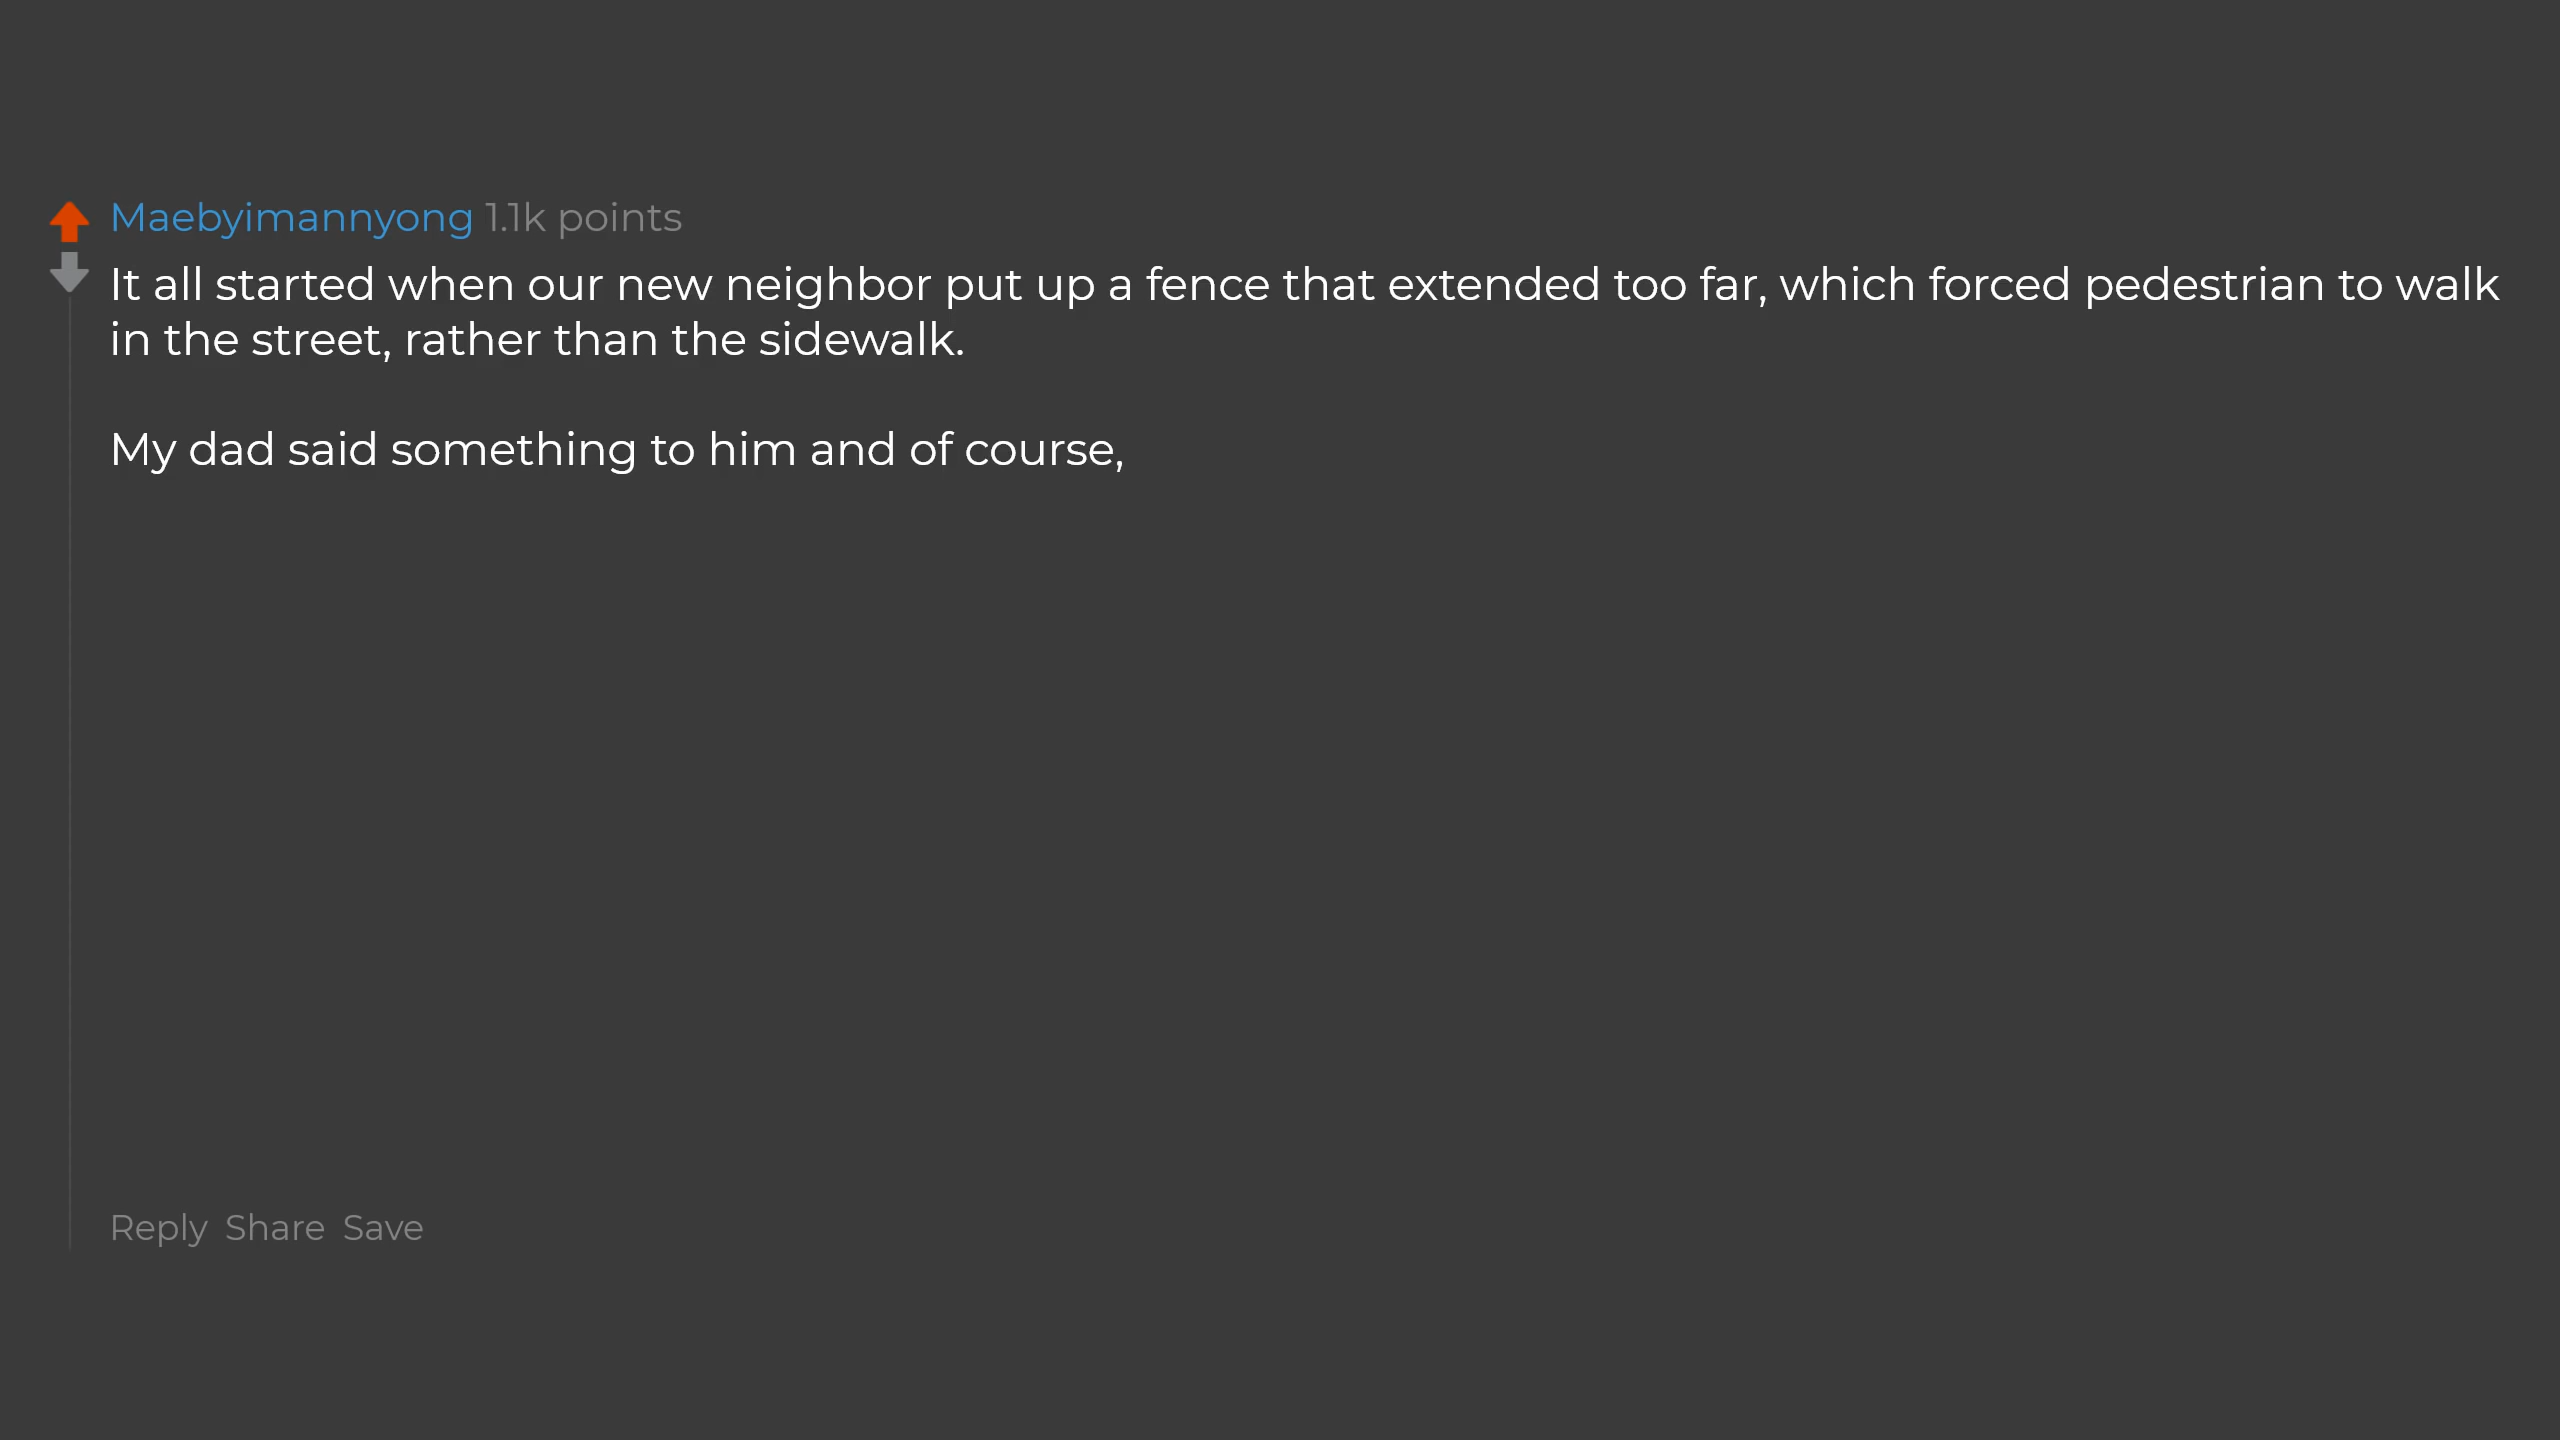 Maebyimannyong 1.1k points
It all started when our new neighbor put up a fence that extended too far, which forced pedestrian to walk
in the street, rather than the sidewalk.
My dad said something to him and of course,
Reply Share Save